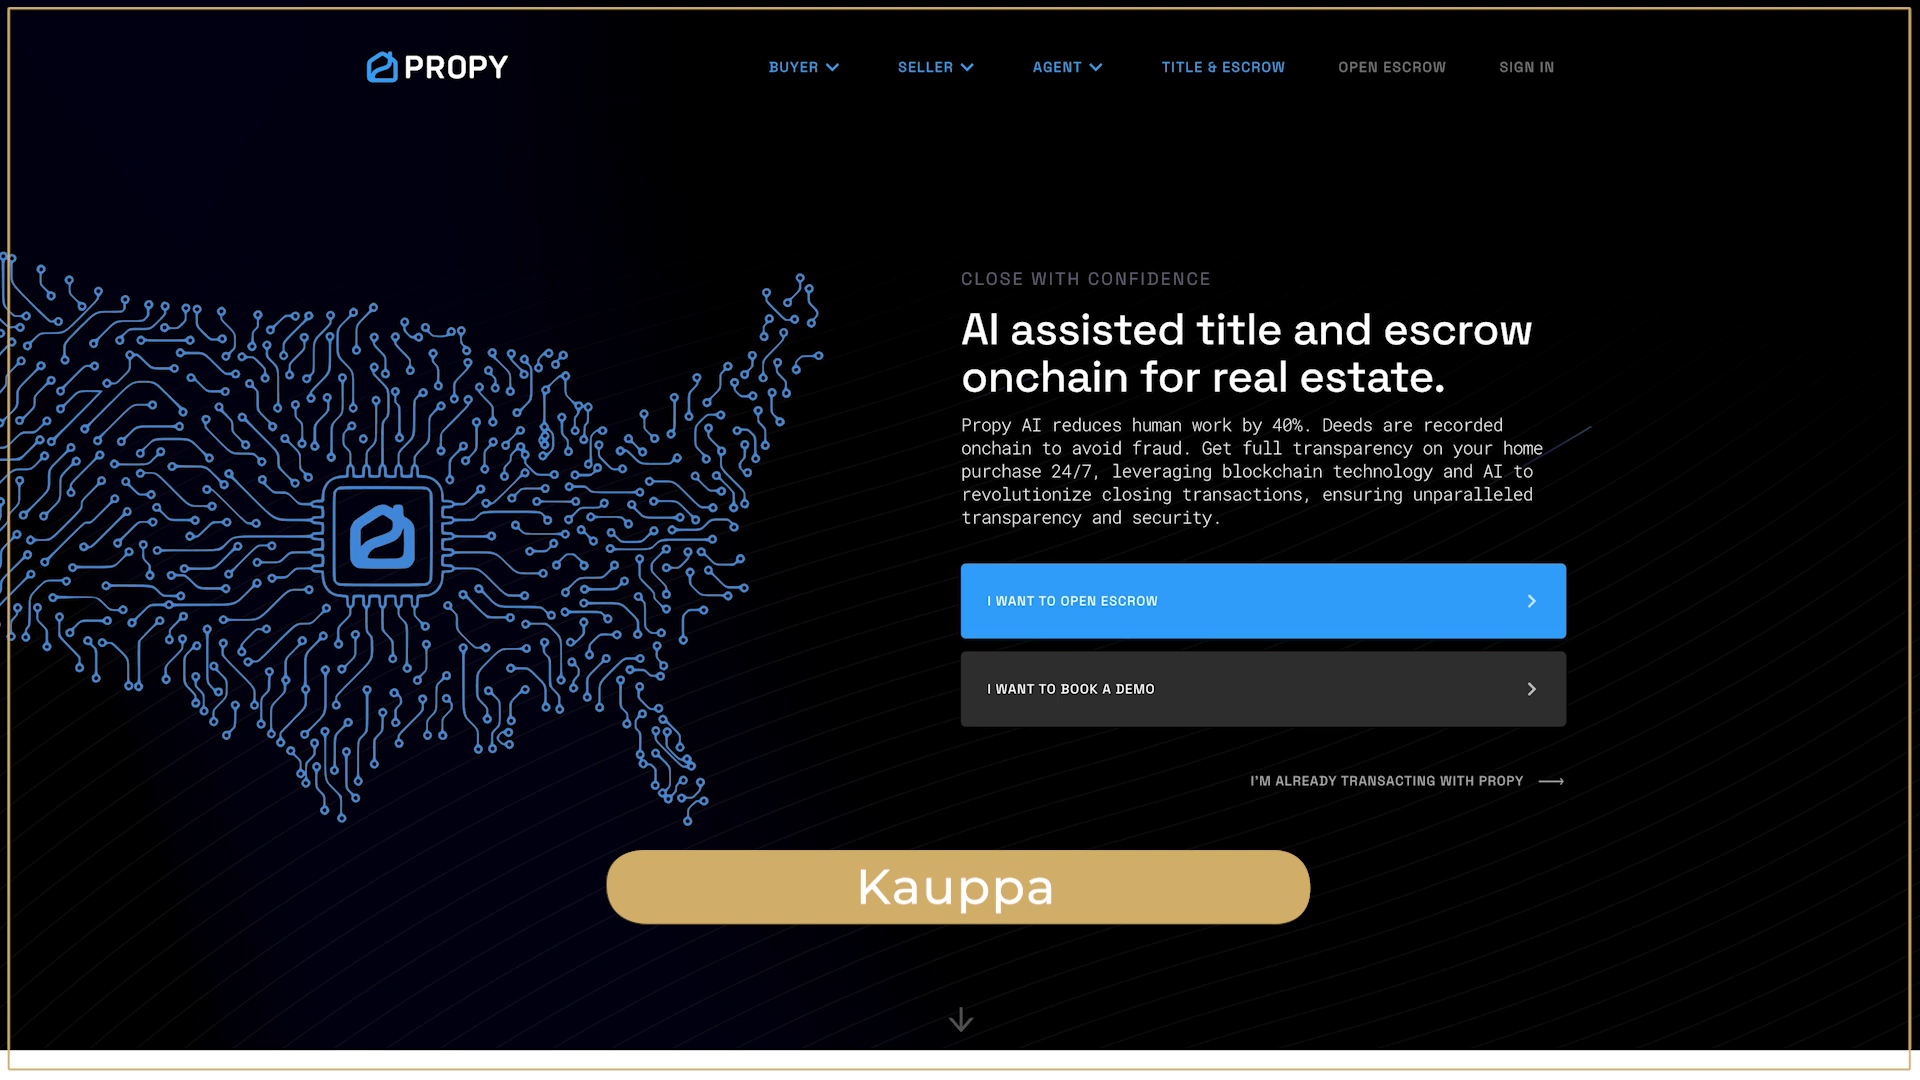 PROPY
BUYER
SELLER
AGENT
TITLE & ESCROW
OPEN ESCROW
SIGN IN
CLOSE WITH CONFIDENCE
AI assisted title and escrow
onchain for real estate.
Propy AI reduces human work by 40%. Deeds are recorded
onchain to avoid fraud. Get full transparency on your home
purchase 24/7, leveraging blockchain technology and AI to
revolutionize closing transactions, ensuring unparalleled
transparency and security.
I WANT TO OPEN ESCROW
I WANT TO BOOK A DEMO
I'M ALREADY TRANSACTING WITH PROPY
Kauppa